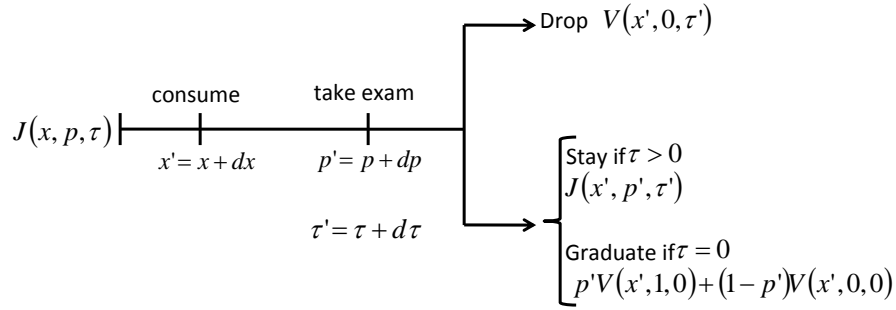 Drop V(x',0,τ')
consume
take exam
J(x, p, τ)
x'= x + dx
p'= p + dp
τ'= τ + dτ
Stay if τ > 0
J(x', p', τ')
Graduate if τ = 0
p'V(x',1,0)+(1− p')V(x',0,0)